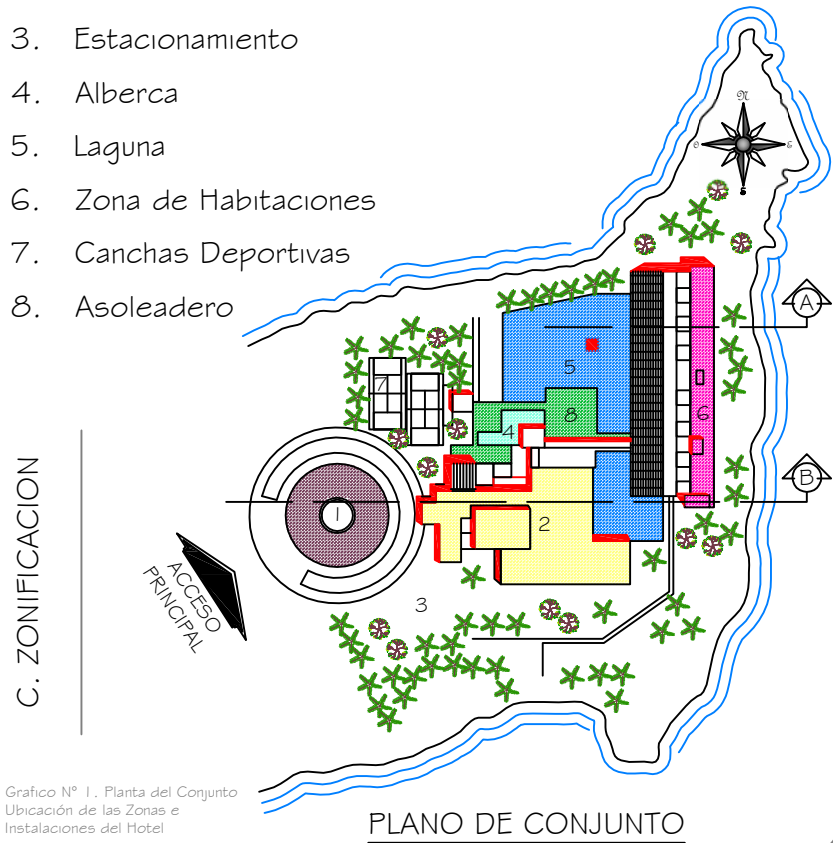 3. Estacionamiento
4. Alberca
5. Laguna
6. Zona de Habitaciones
7. Canchas Deportivas
8. Asoleadero
N
O
E
S
A
5
7
8
6
4
B
1
2
3
C. ZONIFICACION
ACCESO
PRINCIPAL
Grafico N° 1. Planta del Conjunto
Ubicación de las Zonas e
Instalaciones del Hotel
PLANO DE CONJUNTO